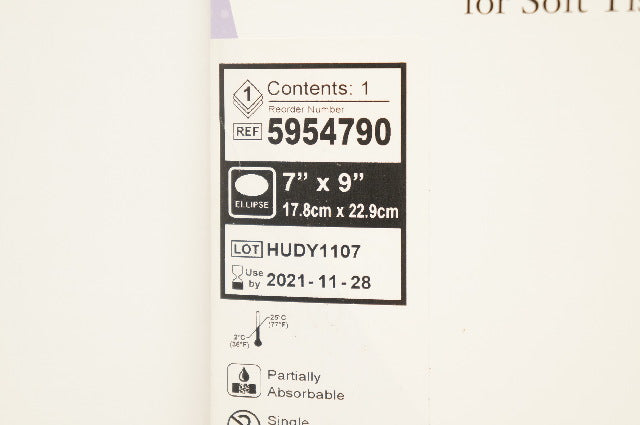 for Soft
1 Contents: 1
Reorder Number
REF 5954790
7” x 9”
ELLIPSE
17.8cm x 22.9cm
LOT HUDY1107
Use by 2021-11-28
25°C
(77°F)
2°C
(36°F)
Partially
Absorbable
Single